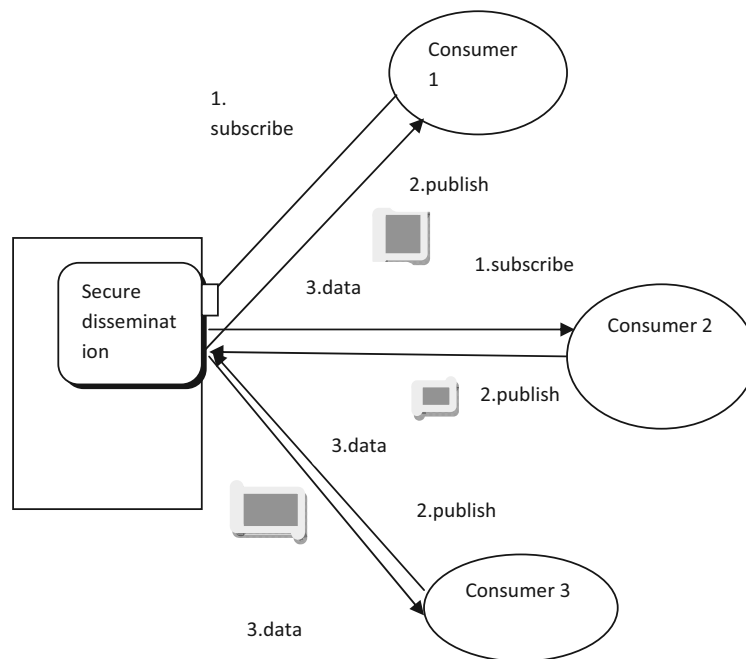 Consumer
1
1.
subscribe
2.publish
1.subscribe
Secure
disseminat
ion
3.data
Consumer 2
2.publish
3.data
2.publish
Consumer 3
3.data